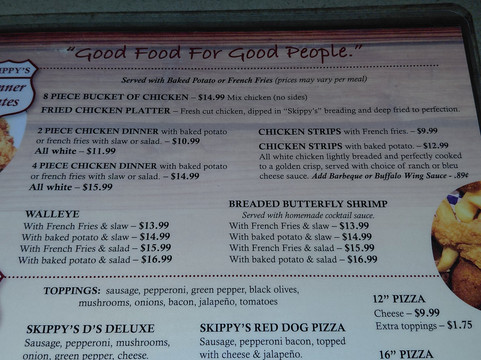 "Good Food For Good People."
Served with Baked Potato or French Fries (prices may vary per meal)
8 PIECE BUCKET OF CHICKEN – $14.99 Mix chicken (no sides)
FRIED CHICKEN PLATTER – Fresh cut chicken, dipped in "Skippy's" breading and deep fried to perfection.
2 PIECE CHICKEN DINNER with baked potato
or french fries with slaw or salad. – $10.99
All white – $11.99
4 PIECE CHICKEN DINNER with baked potato
or french fries with slaw or salad. – $14.99
All white – $15.99
CHICKEN STRIPS with French fries. – $9.99
CHICKEN STRIPS with baked potato. – $12.99
All white chicken lightly breaded and perfectly cooked
to a golden crisp, served with choice of ranch or bleu
cheese sauce. Add Barbeque or Buffalo Wing Sauce - .89¢
WALLEYE
With French Fries & slaw – $13.99
With baked potato & slaw – $14.99
With French Fries & salad – $15.99
With baked potato & salad – $16.99
BREADED BUTTERFLY SHRIMP
Served with homemade cocktail sauce.
With French Fries & slaw – $13.99
With baked potato & slaw – $14.99
With French Fries & salad – $15.99
With baked potato & salad – $16.99
TOPPINGS: sausage, pepperoni, green pepper, black olives,
mushrooms, onions, bacon, jalapeño, tomatoes
SKIPPY'S D'S DELUXE
Sausage, pepperoni, mushrooms,
onion, green pepper, cheese.
SKIPPY'S RED DOG PIZZA
Sausage, pepperoni bacon, topped
with cheese & jalapeño.
12" PIZZA
Cheese – $9.99
Extra toppings – $1.75
16" PIZZA